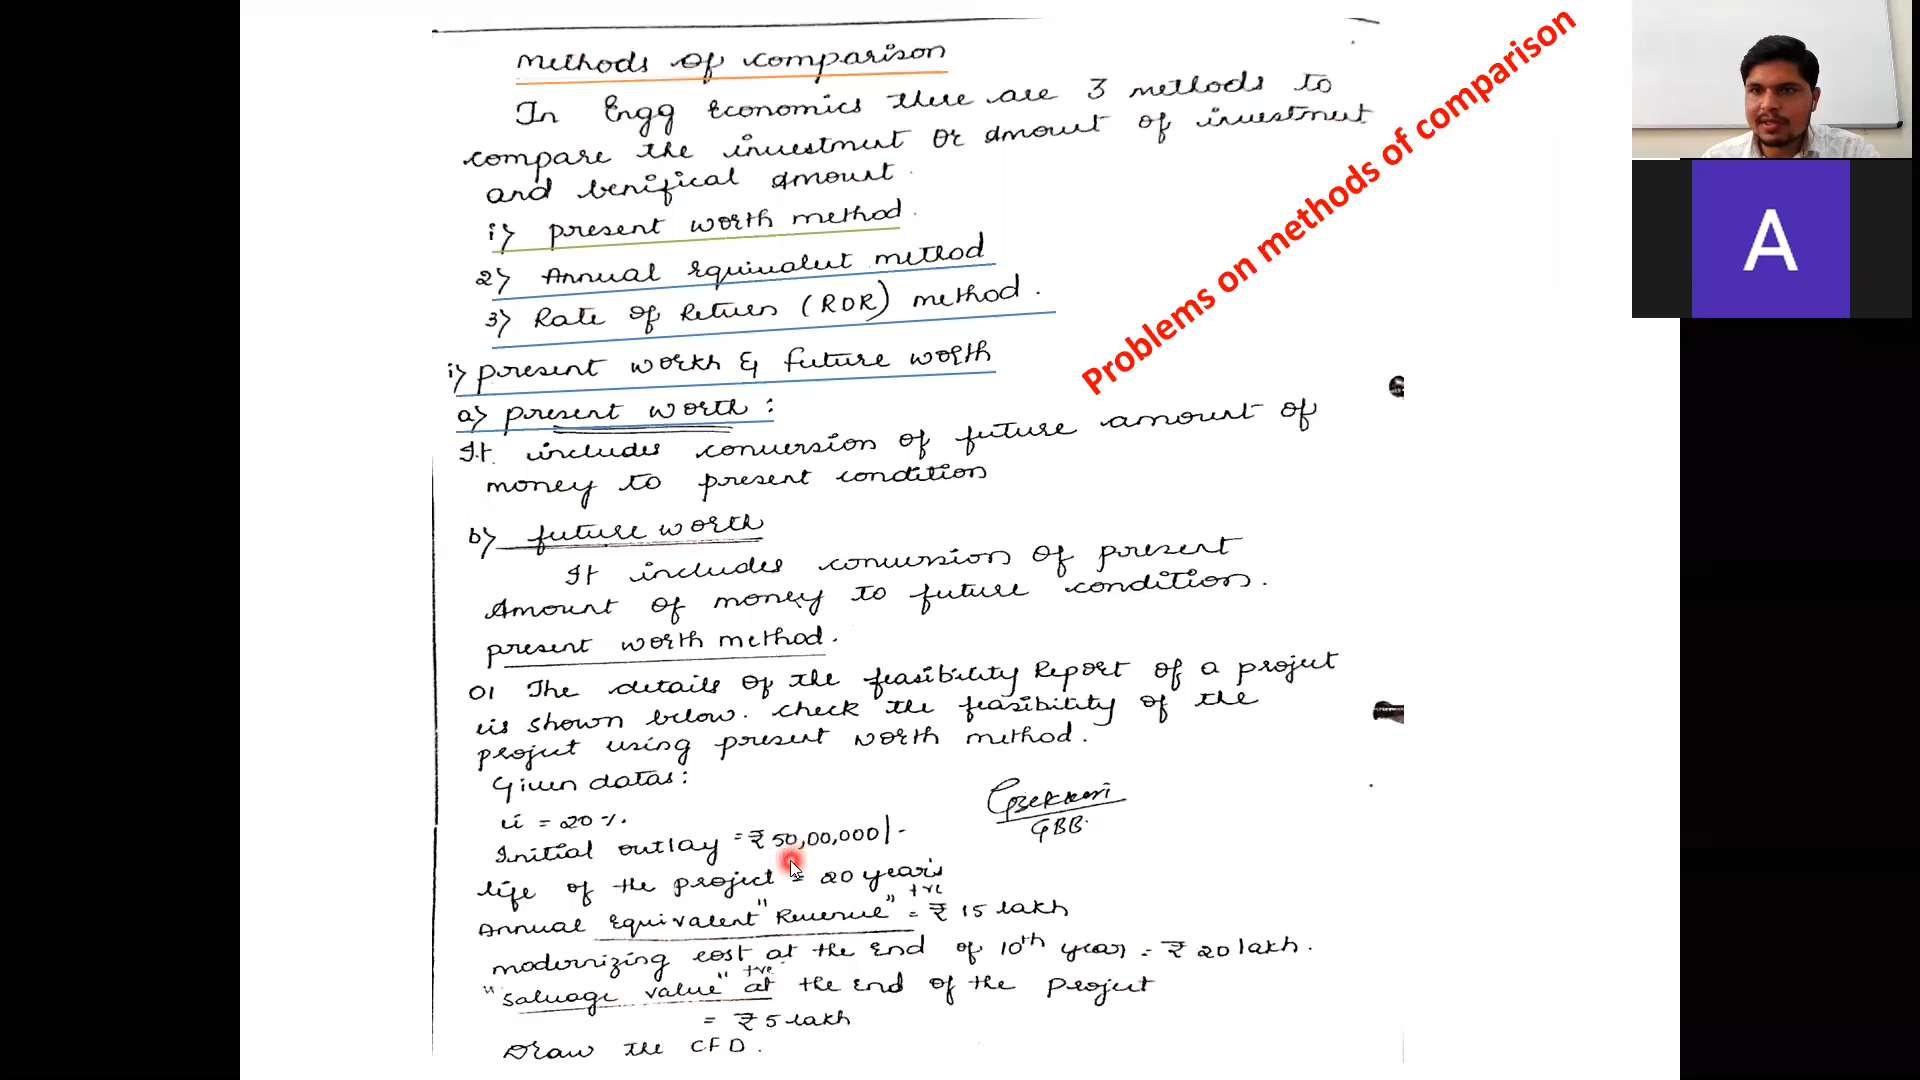 Methods of comparison
In Engg Economics there are 3 methods to
compare the investment or amount of investment
and benifical amount.
i) present worth method.
2) Annual Equivalent method
3) Rate of Return (ROR) method.
i) present worth & future worth
a) present worth :
It includes conversion of future amount of
money to present condition
b) future worth
It includes conversion of present
Amount of money to future condition.
present worth method.
01 The details of the feasibility Report of a project
is shown below. check the feasibility of the
project using present worth method.
Given datas:
i = 20 %.
Initial outlay = ₹ 50,00,000/-
life of the project = 20 years
+ve
Annual Equivalent "Revenue" = ₹ 15 lakh
modernizing cost at the End of 10th year = ₹ 20 lakh.
+ve
"Salvage value" at the End of the project
= ₹ 5 lakh
Draw the CFD.
GBB
Problems on methods of comparison
A